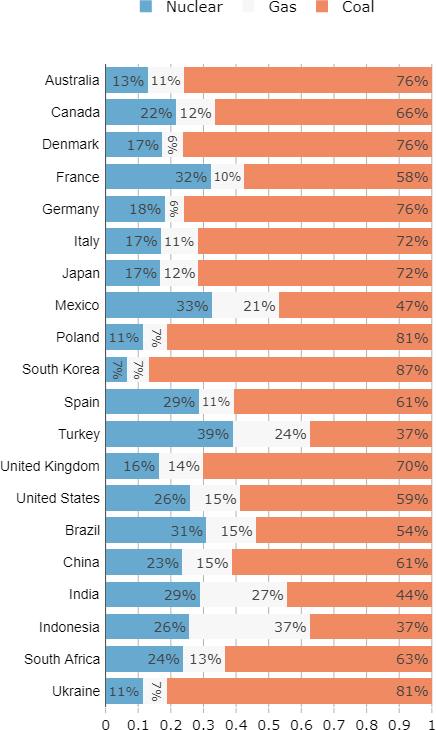 Nuclear Gas Coal
Australia 13% 11% 76%
Canada 22% 12% 66%
Denmark 17% 6% 76%
France 32% 10% 58%
Germany 18% 6% 76%
Italy 17% 11% 72%
Japan 17% 12% 72%
Mexico 33% 21% 47%
Poland 11% 7% 81%
South Korea 7% 7% 87%
Spain 29% 11% 61%
Turkey 39% 24% 37%
United Kingdom 16% 14% 70%
United States 26% 15% 59%
Brazil 31% 15% 54%
China 23% 15% 61%
India 29% 27% 44%
Indonesia 26% 37% 37%
South Africa 24% 13% 63%
Ukraine 11% 7% 81%
0 0.1 0.2 0.3 0.4 0.5 0.6 0.7 0.8 0.9 1